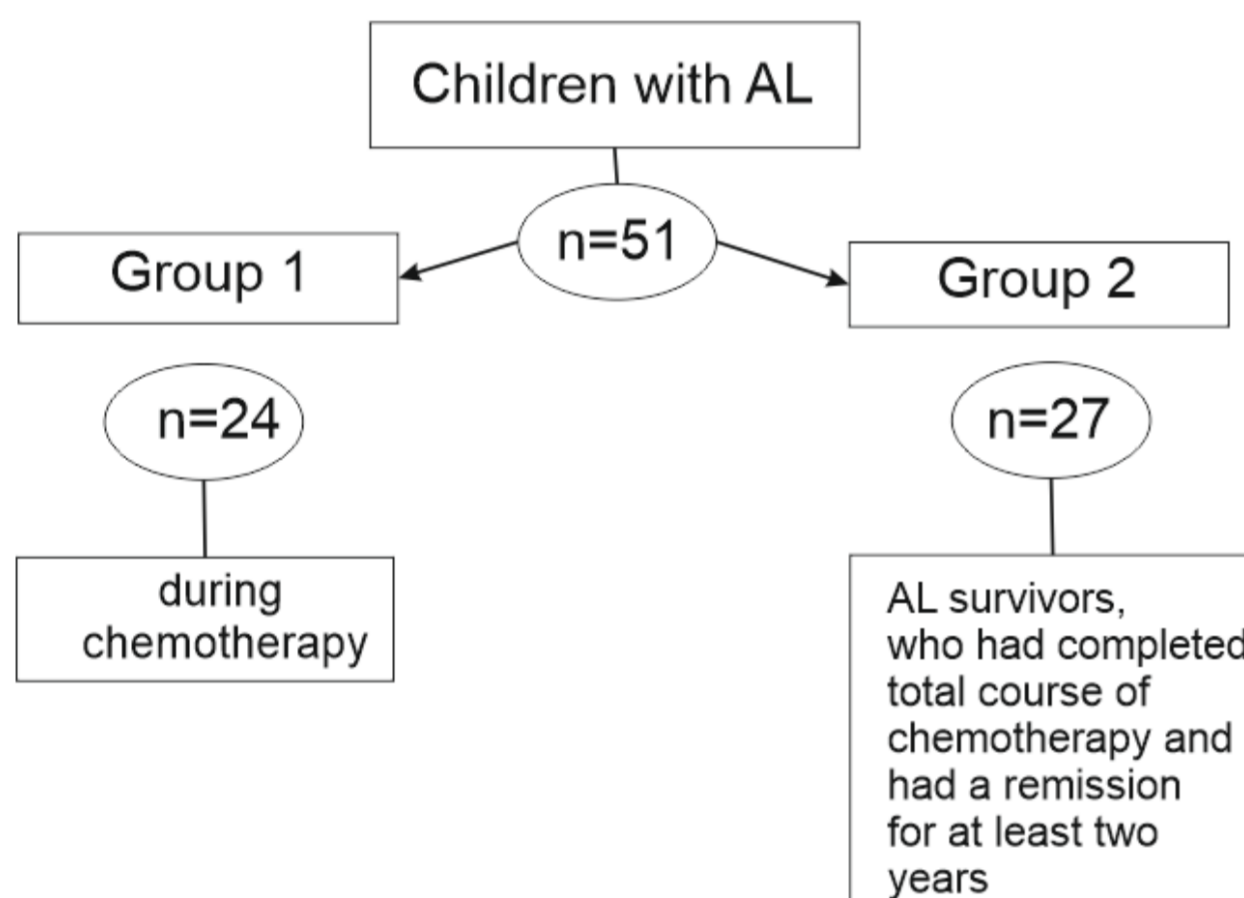 Children with AL
n=51
Group 1
Group 2
n=24
n=27
during
chemotherapy
AL survivors,
who had completed
total course of
chemotherapy and
had a remission
for at least two
years